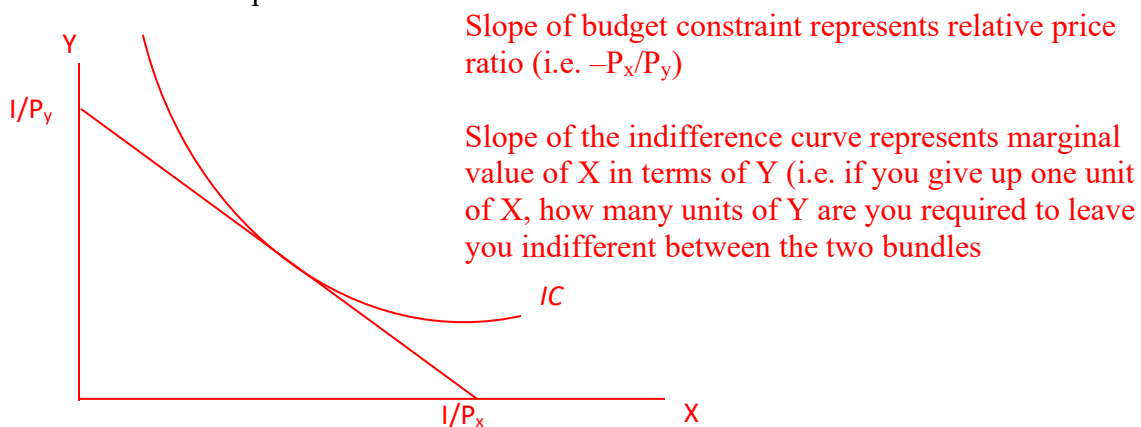 Slope of budget constraint represents relative price
ratio (i.e. –Px/Py)
Y
I/Py
Slope of the indifference curve represents marginal
value of X in terms of Y (i.e. if you give up one unit
of X, how many units of Y are you required to leave
you indifferent between the two bundles
IC
I/Px
X